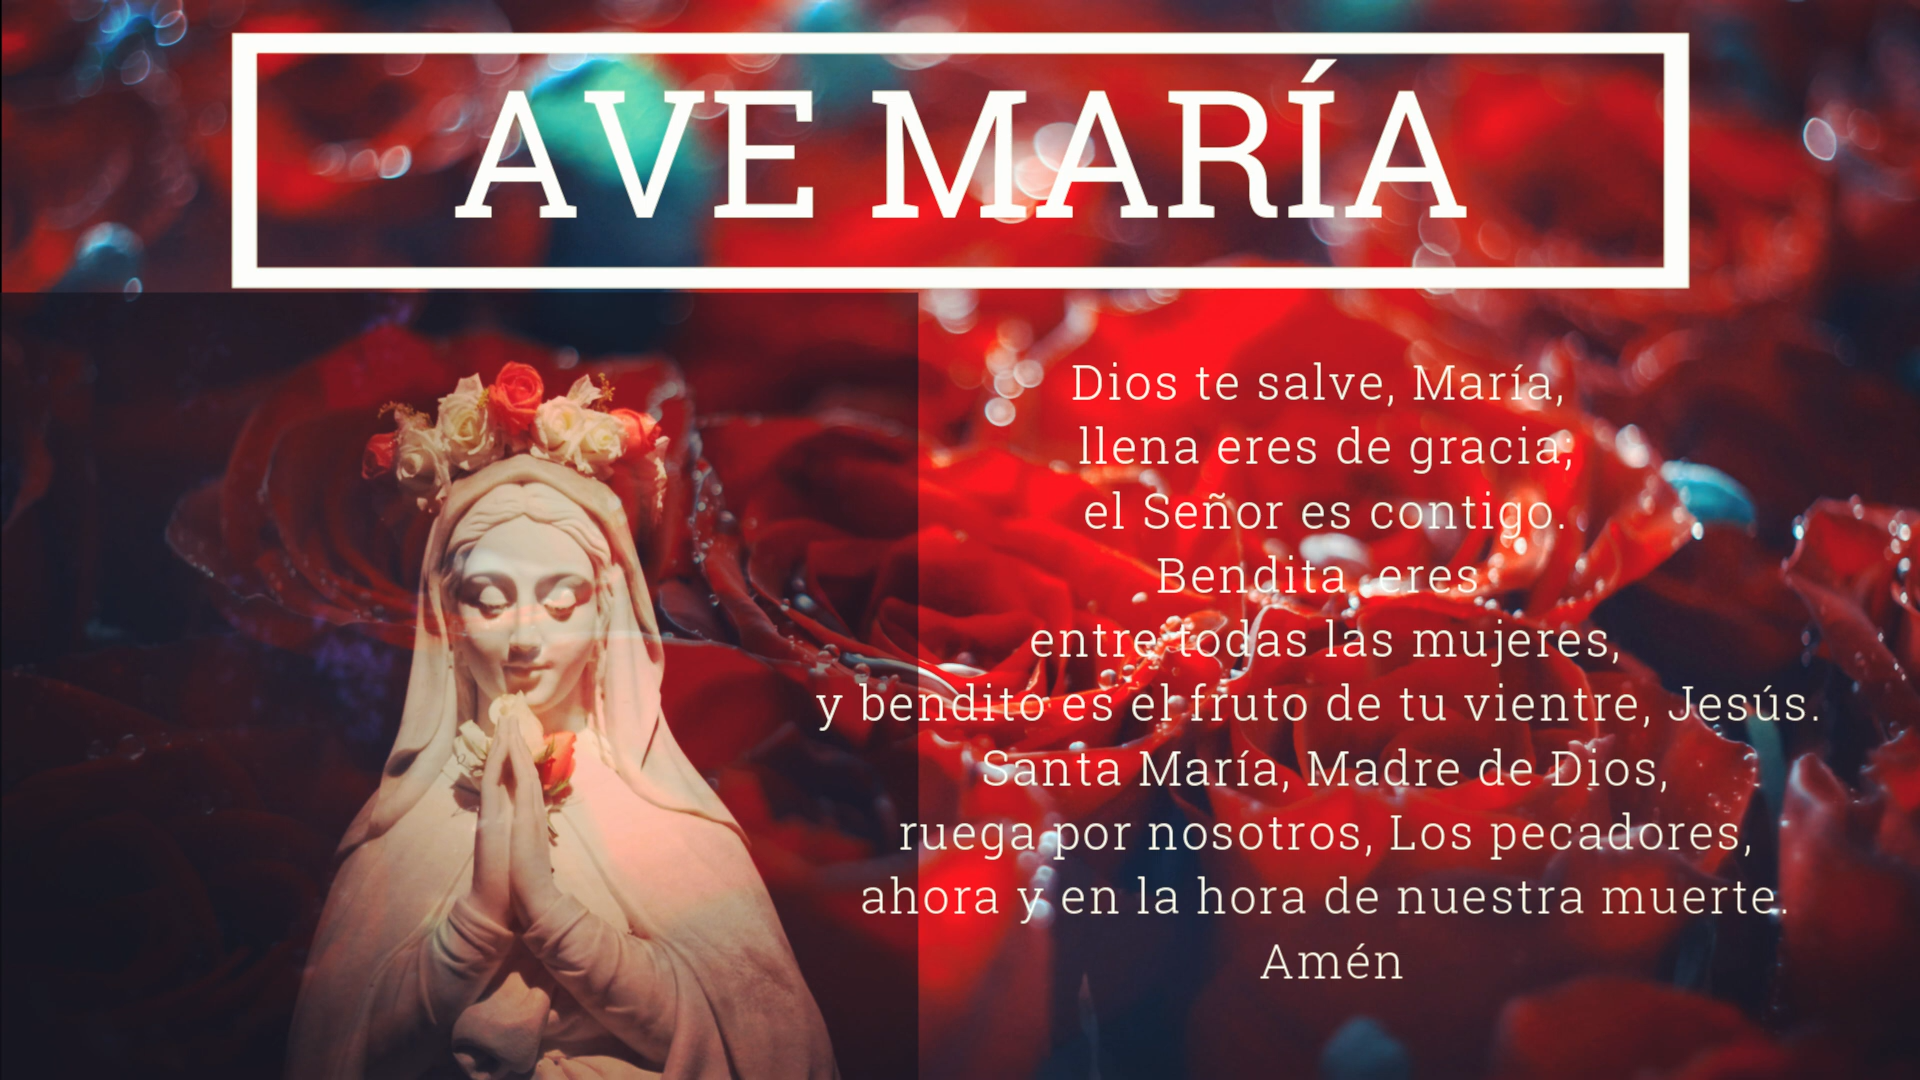 AVE MARÍA
Dios te salve, María,
llena eres de gracia;
el Señor es contigo.
Bendita eres
entre todas las mujeres,
y bendito es el fruto de tu vientre, Jesús.
Santa María, Madre de Dios,
ruega por nosotros, Los pecadores,
ahora y en la hora de nuestra muerte.
Amén